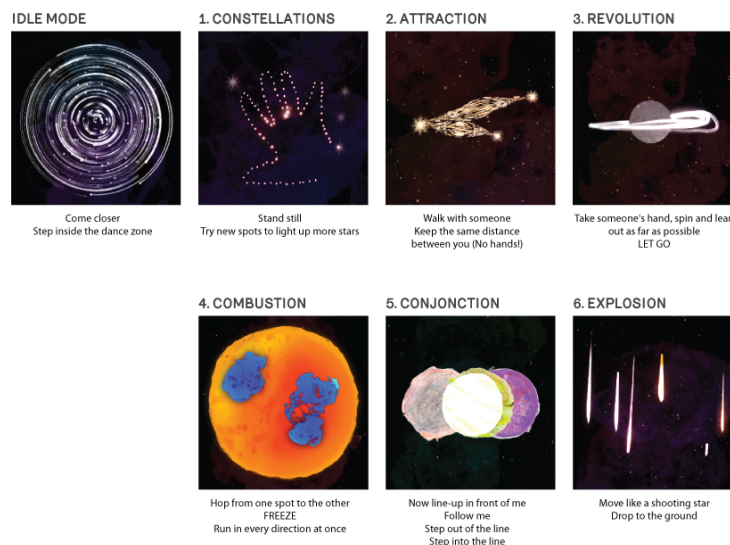 IDLE MODE
Come closer
Step inside the dance zone
1. CONSTELLATIONS
Stand still
Try new spots to light up more stars
2. ATTRACTION
Walk with someone
Keep the same distance
between you (No hands!)
3. REVOLUTION
Take someone's hand, spin and lean
out as far as possible
LET GO
4. COMBUSTION
Hop from one spot to the other
FREEZE
Run in every direction at once
5. CONJONCTION
Now line-up in front of me
Follow me
Step out of the line
Step into the line
6. EXPLOSION
Move like a shooting star
Drop to the ground